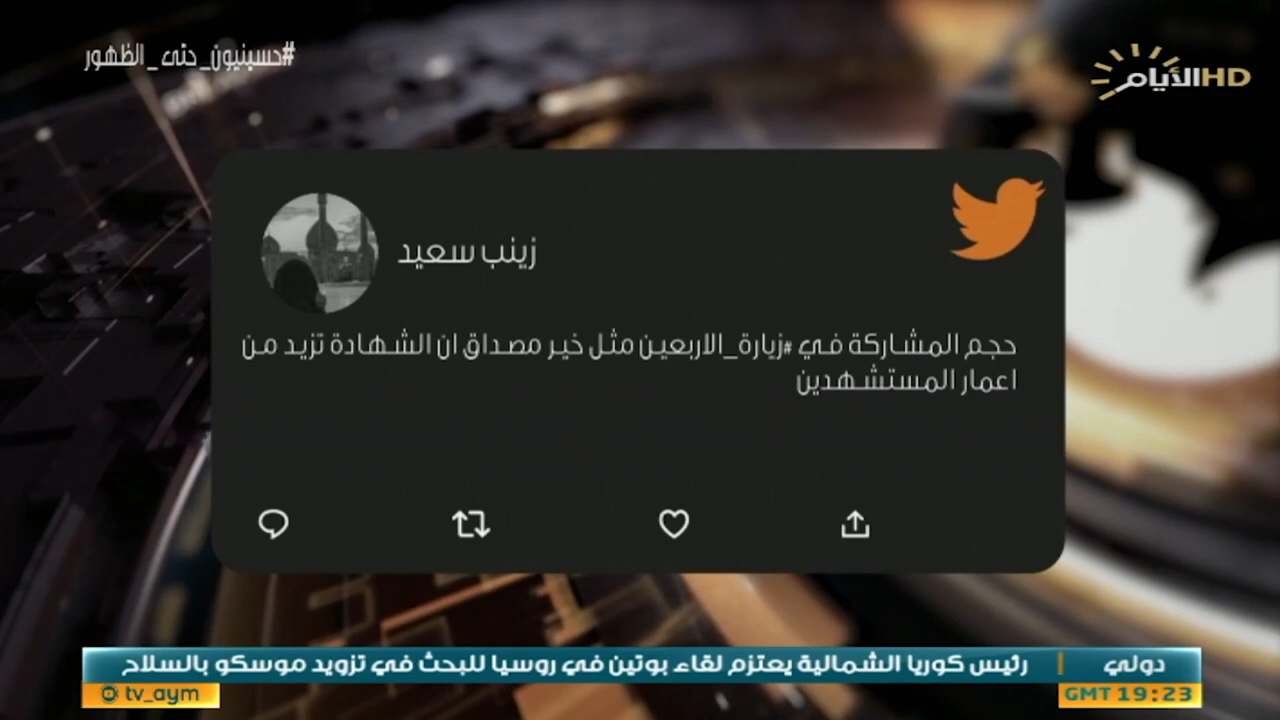 #حسينيون_حتى_الظهور
الأيام HD
زينب سعيد
حجم المشاركة في #زيارة_الاربعين مثل خير مصداق ان الشهادة تزيد من
اعمار المستشهدين
دولي
رئيس كوريا الشمالية يعتزم لقاء بوتين في روسيا للبحث في تزويد موسكو بالسلاح
tv_aym
GMT 19:23